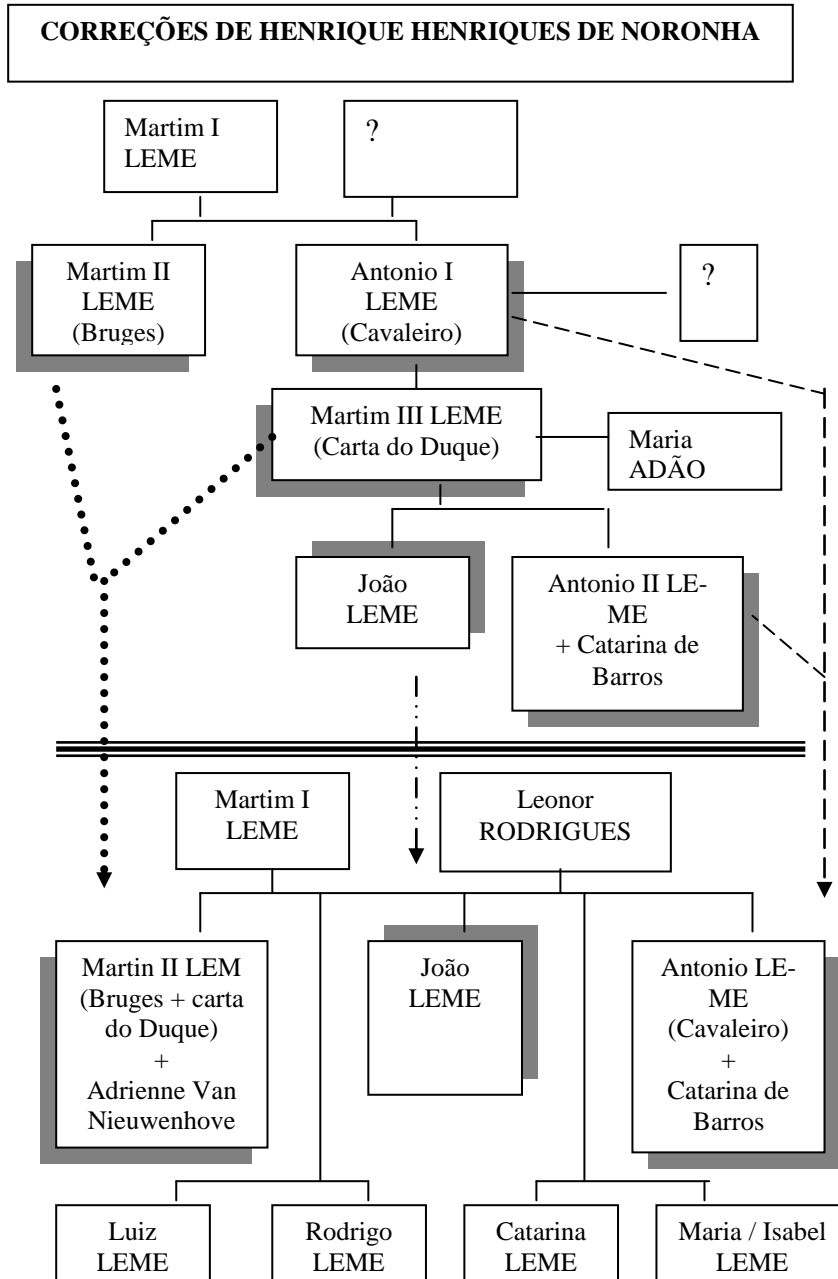 CORREÇÕES DE HENRIQUE HENRIQUES DE NORONHA
Martim I
LEME
?
Martim II
LEME
(Bruges)
Antonio I
LEME
(Cavaleiro)
?
Martim III LEME
(Carta do Duque)
Maria
ADÃO
João
LEME
Antonio II LE-
ME
+ Catarina de
Barros
Martim I
LEME
Leonor
RODRIGUES
Martin II LEM
(Bruges + carta
do Duque)
+
Adrienne Van
Nieuwenhove
João
LEME
Antonio LE-
ME
(Cavaleiro)
+
Catarina de
Barros
Luiz
LEME
Rodrigo
LEME
Catarina
LEME
Maria / Isabel
LEME